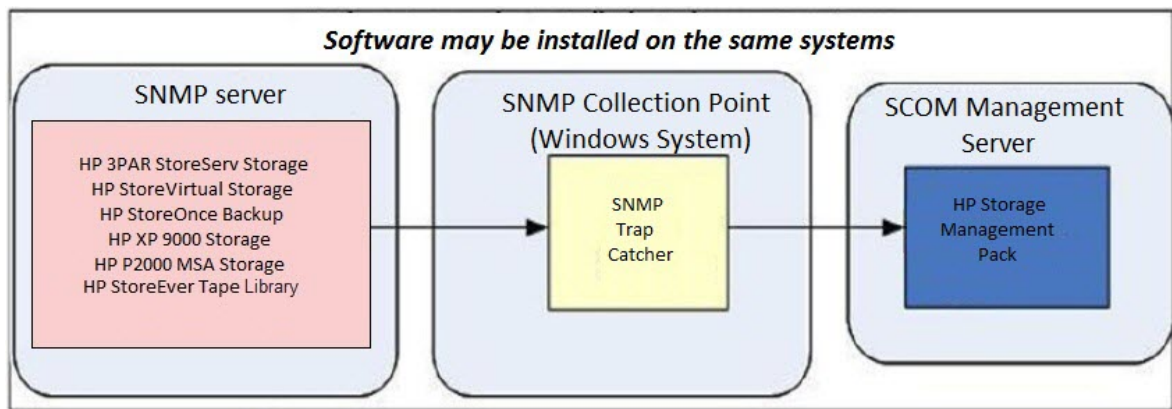 Software may be installed on the same systems
SNMP server
HP 3PAR StoreServ Storage
HP StoreVirtual Storage
HP StoreOnce Backup
HP XP 9000 Storage
HP P2000 MSA Storage
HP StoreEver Tape Library
SNMP Collection Point
(Windows System)
SNMP
Trap
Catcher
SCOM Management
Server
HP Storage
Management
Pack